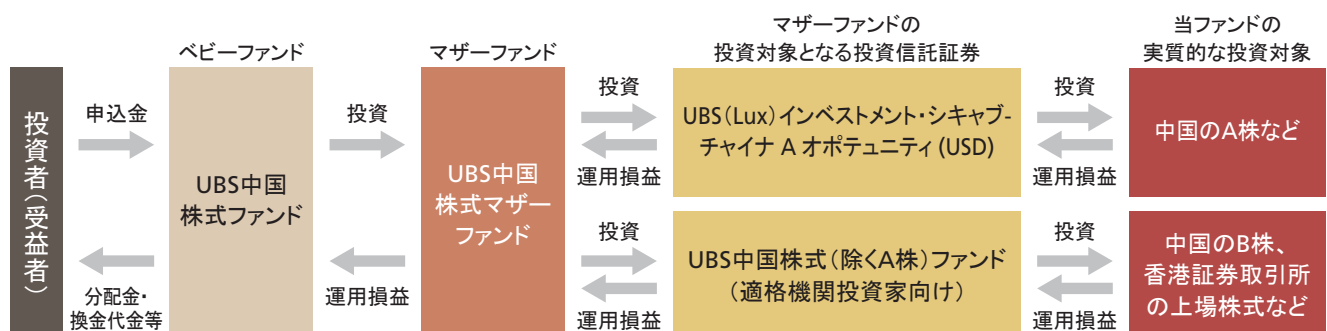 投資者（受益者）
申込金
分配金・
換金代金等
ベビーファンド
UBS中国
株式ファンド
投資
運用損益
マザーファンド
UBS中国
株式マザー
ファンド
投資
運用損益
投資
運用損益
マザーファンドの
投資対象となる投資信託証券
UBS（Lux）インベストメント・シキャブ-
チャイナ A オポテュニティ (USD)
UBS中国株式（除くA株）ファンド
（適格機関投資家向け）
投資
運用損益
投資
運用損益
当ファンドの
実質的な投資対象
中国のA株など
中国のB株、
香港証券取引所
の上場株式など